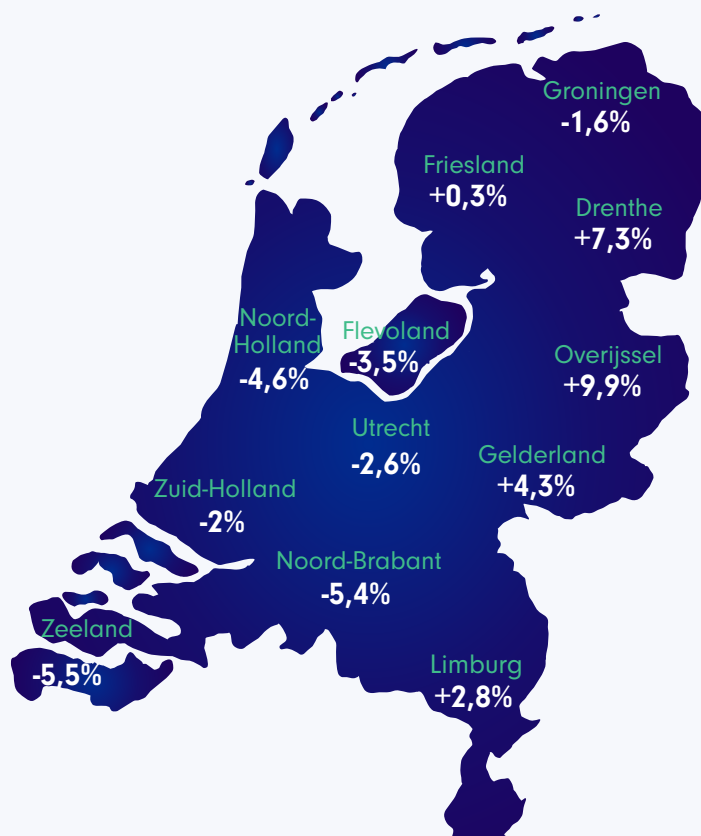 Groningen
-1,6%
Friesland
+0,3%
Drenthe
+7,3%
Noord-
Holland
-4,6%
Flevoland
-3,5%
Overijssel
+9,9%
Utrecht
-2,6%
Gelderland
+4,3%
Zuid-Holland
-2%
Noord-Brabant
-5,4%
Zeeland
-5,5%
Limburg
+2,8%